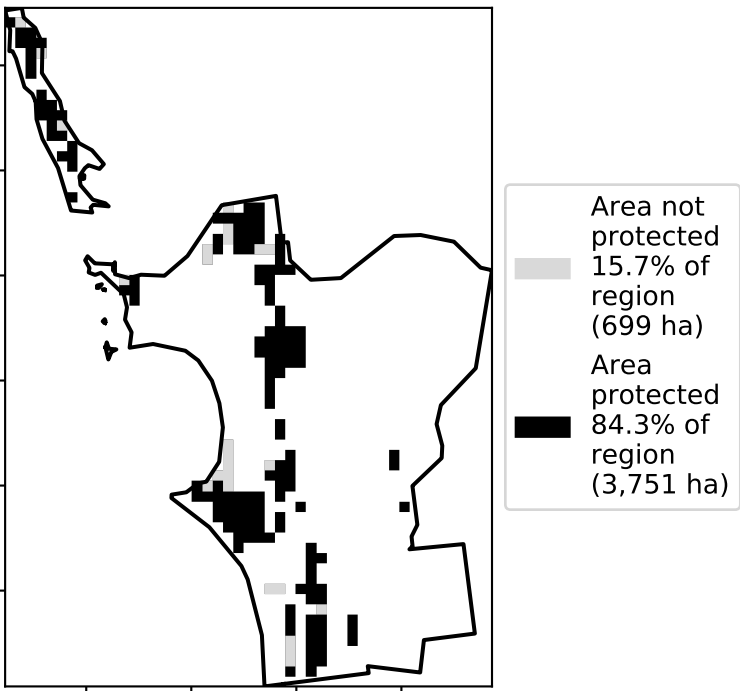 Area not
protected
15.7% of
region
(699 ha)
Area
protected
84.3% of
region
(3,751 ha)